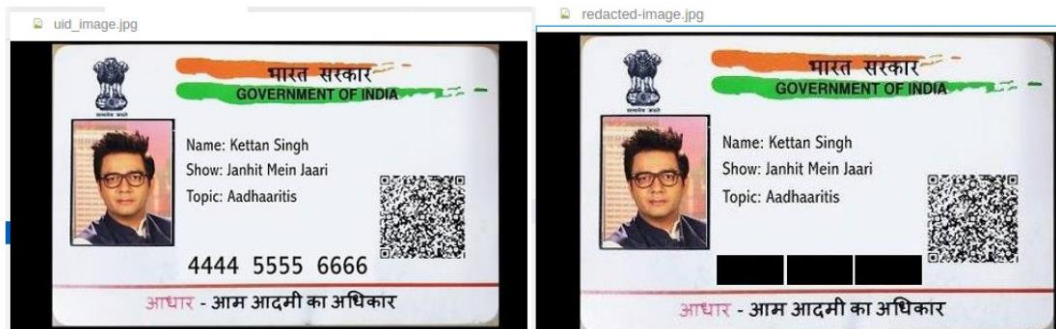 uid_image.jpg
भारत सरकार
GOVERNMENT OF INDIA
Name: Kettan Singh
Show: Janhit Mein Jaari
Topic: Aadhaaritis
4444 5555 6666
आधार - आम आदमी का अधिकार
redacted-image.jpg
भारत सरकार
GOVERNMENT OF INDIA
Name: Kettan Singh
Show: Janhit Mein Jaari
Topic: Aadhaaritis
आधार - आम आदमी का अधिकार